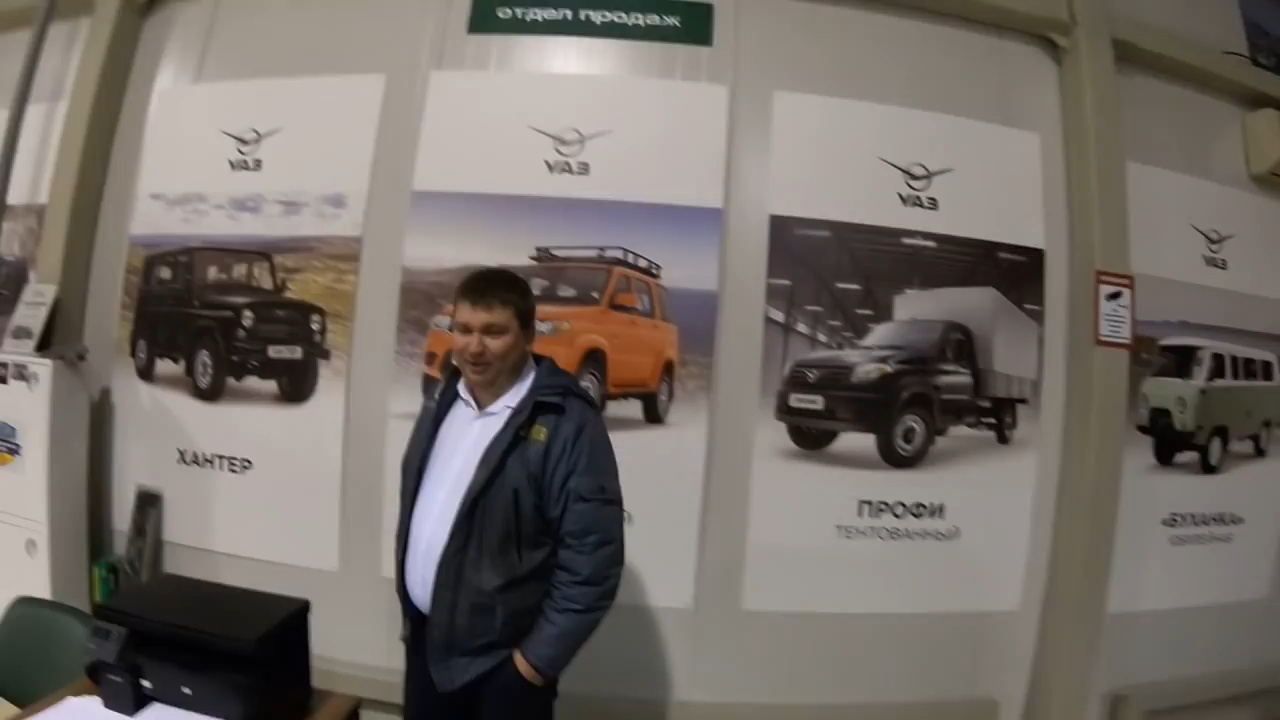 отдел продаж
УАЗ
ХАНТЕР
УАЗ
УАЗ
ПРОФИ
ТЕНТОВАННЫЙ
УАЗ
«БУХАНКА»